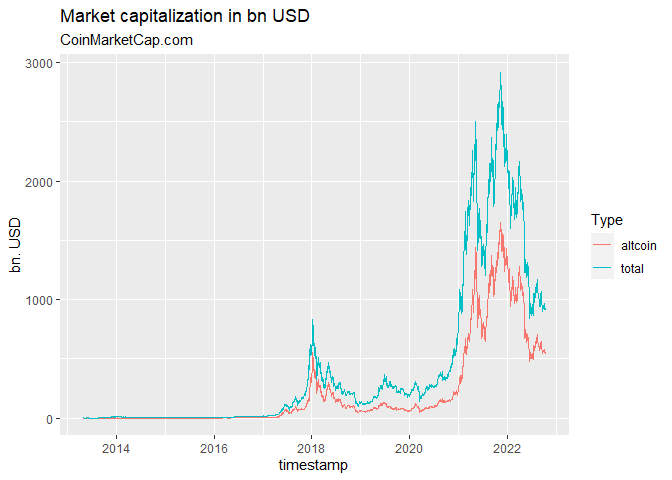 Market capitalization in bn USD
CoinMarketCap.com
3000
2000
1000
0
bn. USD
2014
2016
2018
2020
2022
timestamp
Type
altcoin
total